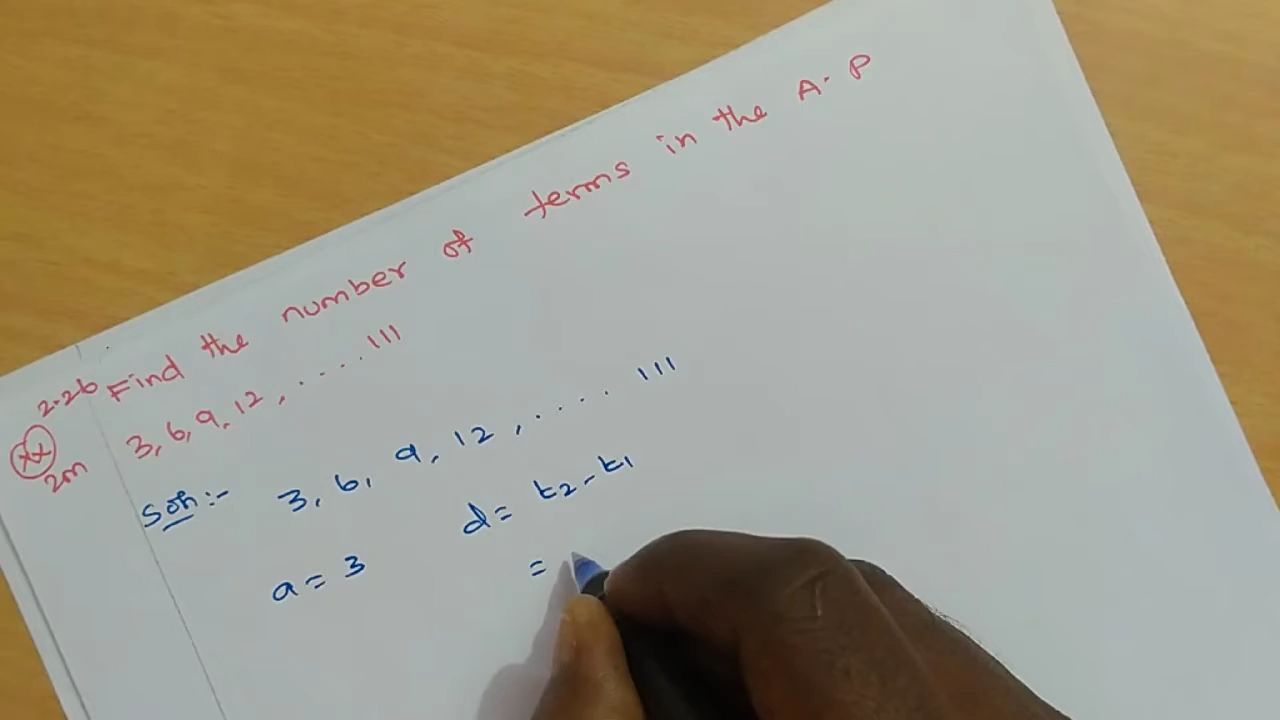 2.26 Find the number of terms in the A.P
xx 2m 3, 6, 9, 12, ..... 111
Soln:- 3, 6, 9, 12, ..... 111
a = 3 d = t2 - t1
=